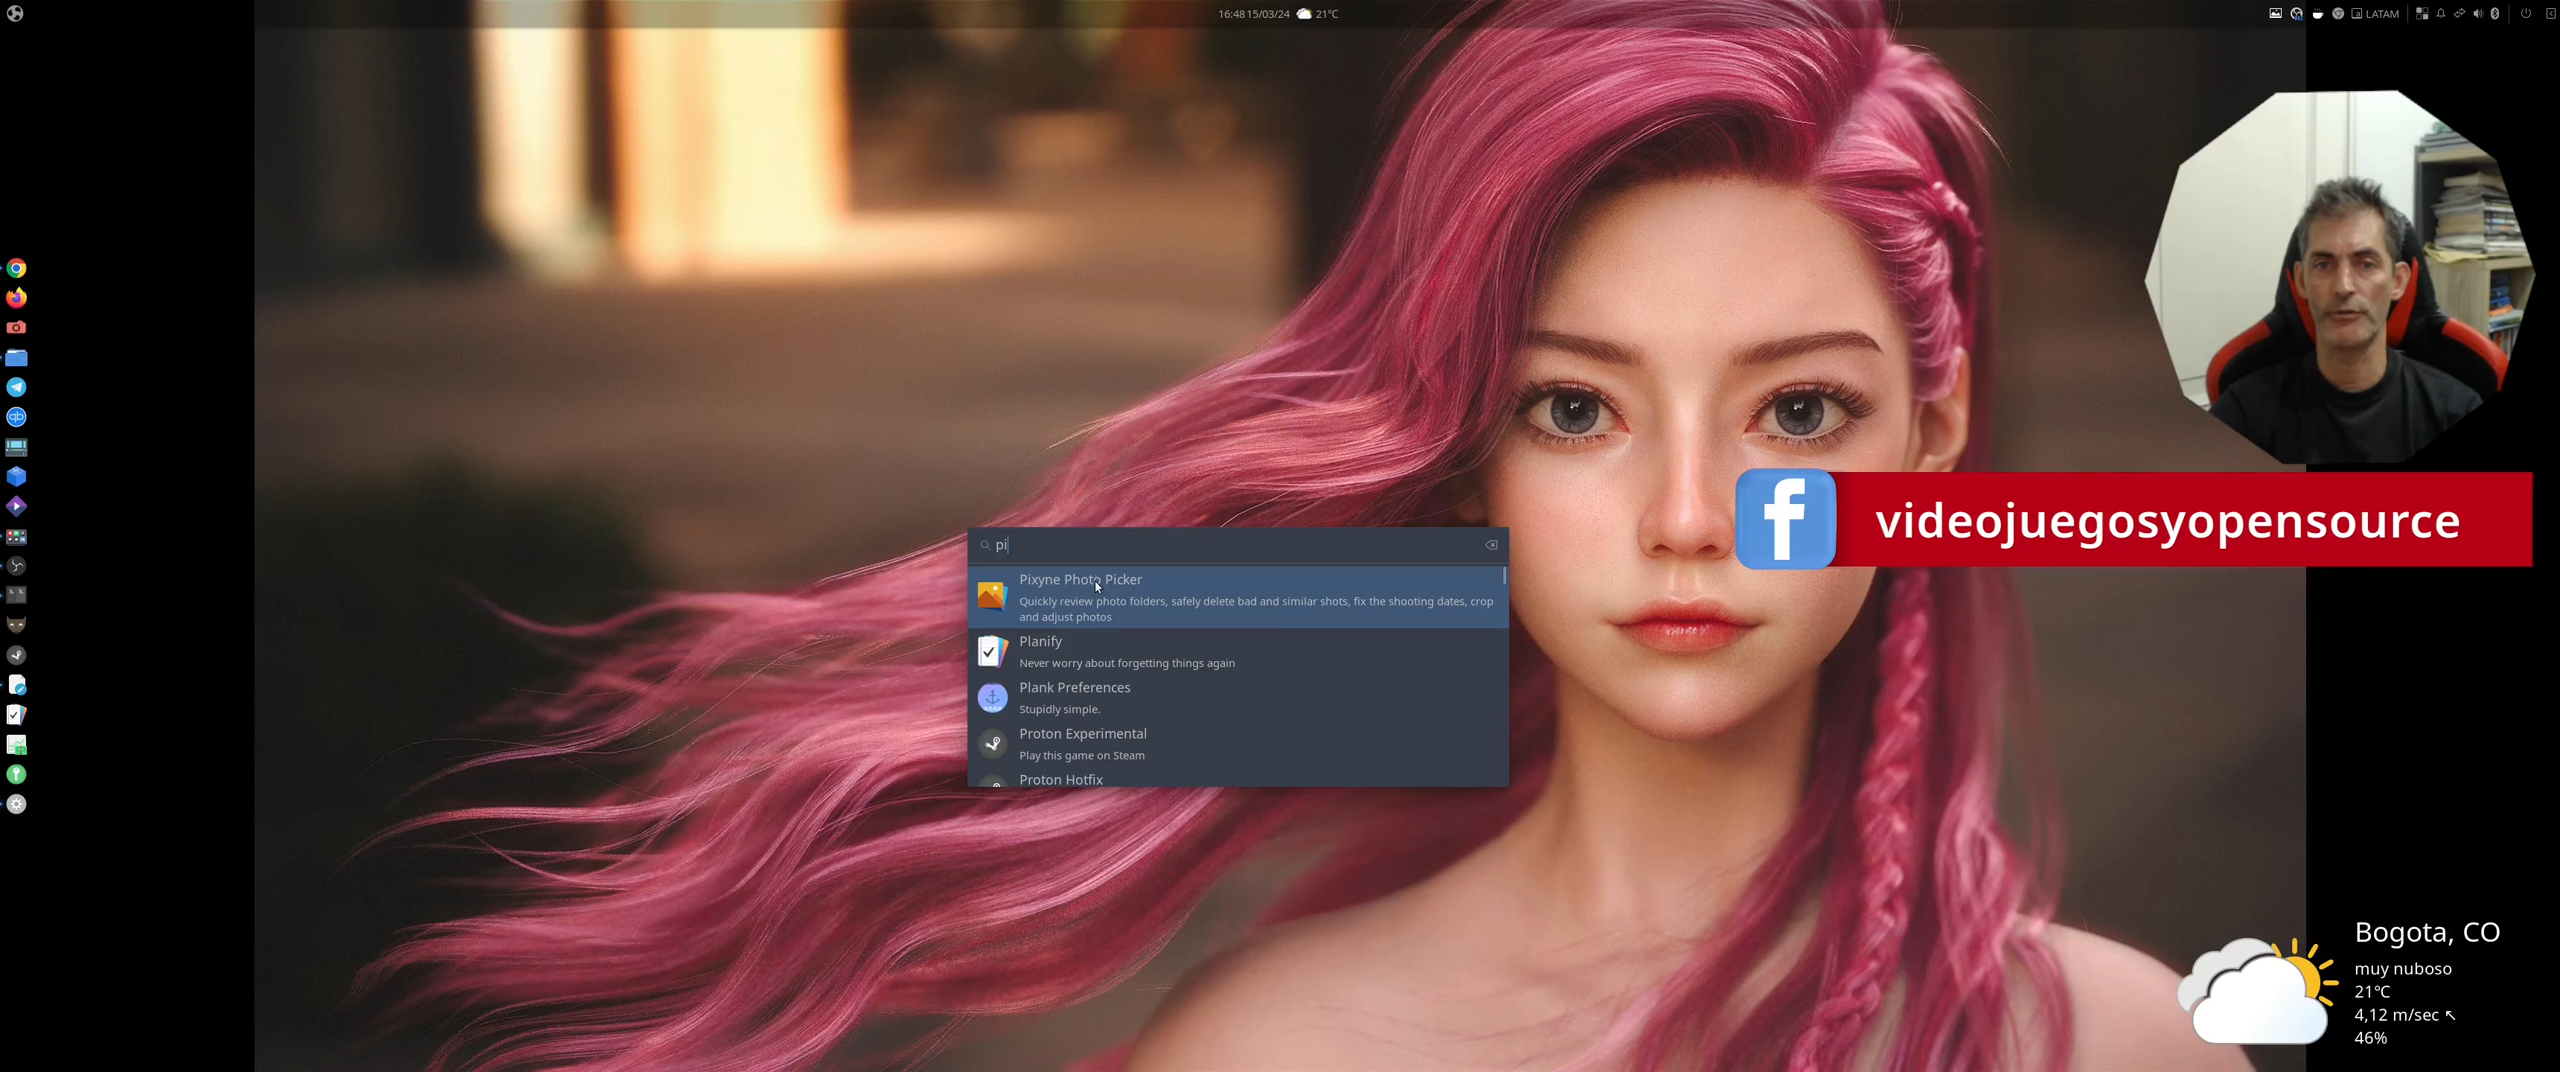 16:48 15/03/24 21°C
LATAM
videojuegosyopensource
pi
Pixyne Photo Picker
Quickly review photo folders, safely delete bad and similar shots, fix the shooting dates, crop
and adjust photos
Planify
Never worry about forgetting things again
Plank Preferences
Stupidly simple.
Proton Experimental
Play this game on Steam
Proton Hotfix
Bogota, CO
muy nuboso
21°C
4,12 m/sec ↖
46%